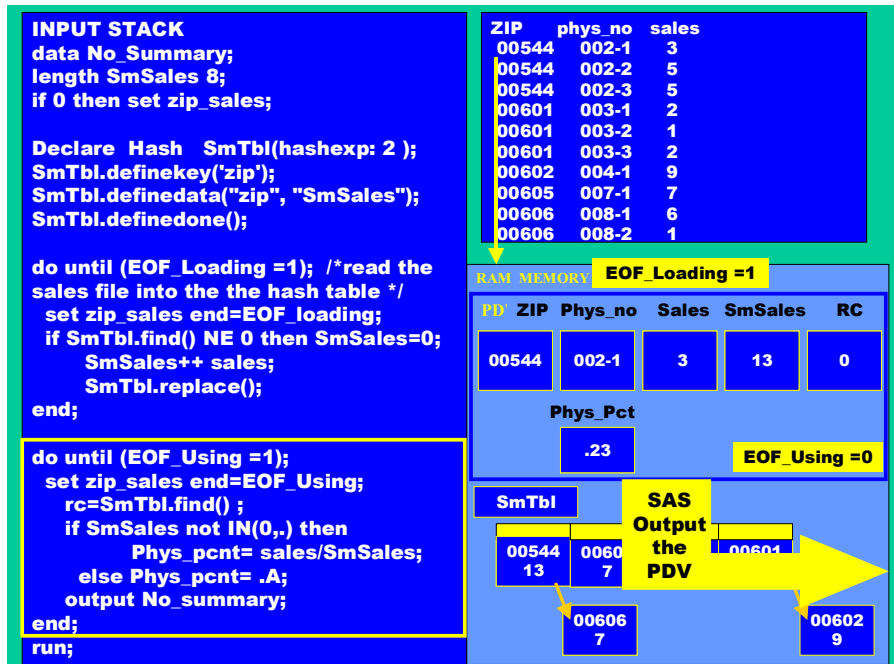 INPUT STACK
data No_Summary;
length SmSales 8;
if 0 then set zip_sales;
Declare Hash SmTbl(hashexp: 2 );
SmTbl.definekey('zip');
SmTbl.definedata("zip", "SmSales");
SmTbl.definedone();
do until (EOF_Loading =1); /*read the
sales file into the the hash table */
set zip_sales end=EOF_loading;
if SmTbl.find() NE 0 then SmSales=0;
SmSales++ sales;
SmTbl.replace();
end;
do until (EOF_Using =1);
set zip_sales end=EOF_Using;
rc=SmTbl.find() ;
if SmSales not IN(0,.) then
Phys_pcnt= sales/SmSales;
else Phys_pcnt= .A;
output No_summary;
end;
run;
ZIP phys_no sales
00544 002-1 3
00544 002-2 5
00544 002-3 5
00601 003-1 2
00601 003-2 1
00601 003-3 2
00602 004-1 9
00605 007-1 7
00606 008-1 6
00606 008-2 1
RAM MEMORY EOF_Loading =1
PD ZIP Phys_no Sales SmSales RC
00544 002-1 3 13 0
Phys_Pct
.23
EOF_Using =0
SmTbl
SAS
Output
the
PDV
00544 0060 00601
13 7
00606 00602
7 9